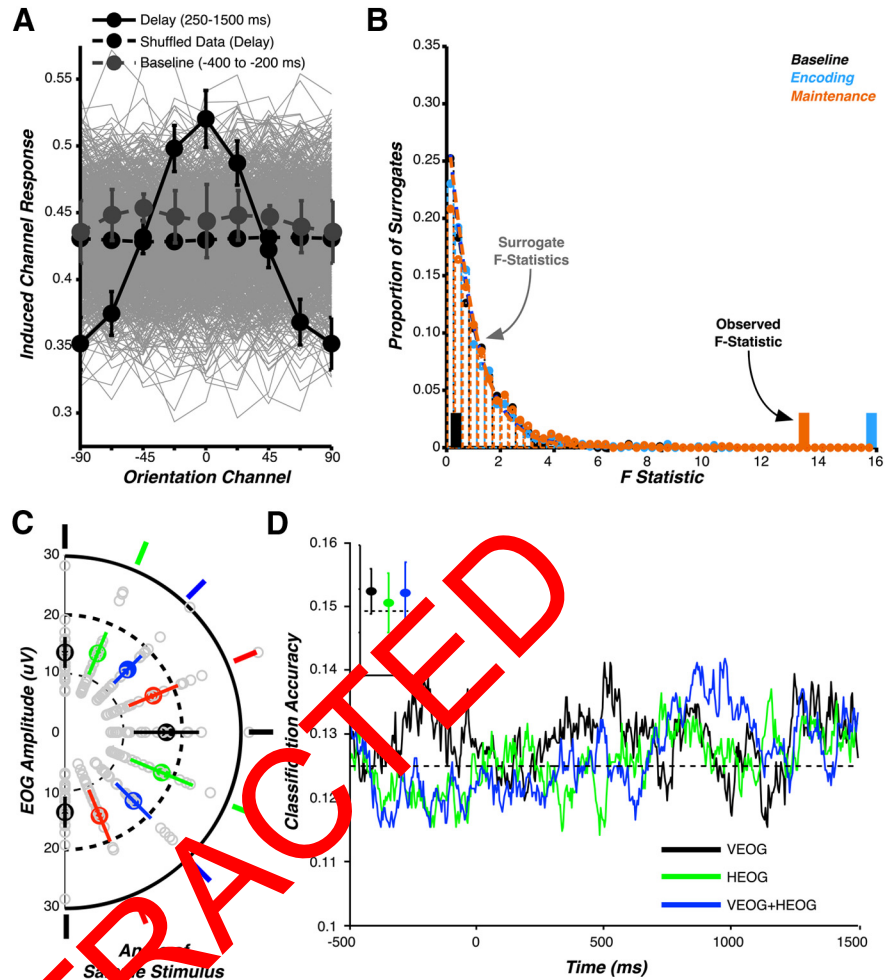 A
Delay (250-1500 ms)
Shuffled Data (Delay)
Baseline (-400 to -200 ms)
0.55
0.5
0.45
0.4
0.35
0.3
Induced Channel Response
-90
-45
0
45
90
Orientation Channel
B
0.35
0.30
0.25
0.20
0.15
0.10
0.05
0
Proportion of Surrogates
Baseline
Encoding
Maintenance
Surrogate
F-Statistics
Observed
F-Statistic
0
2
4
6
8
10
12
14
16
F Statistic
C
30
20
10
0
10
20
30
EOG Amplitude (uV)
Stimulus
D
0.16
0.15
0.14
0.13
0.12
0.11
0.1
Classification Accuracy
VEOG
HEOG
VEOG+HEOG
-500
0
500
1000
1500
Time (ms)
RACTED